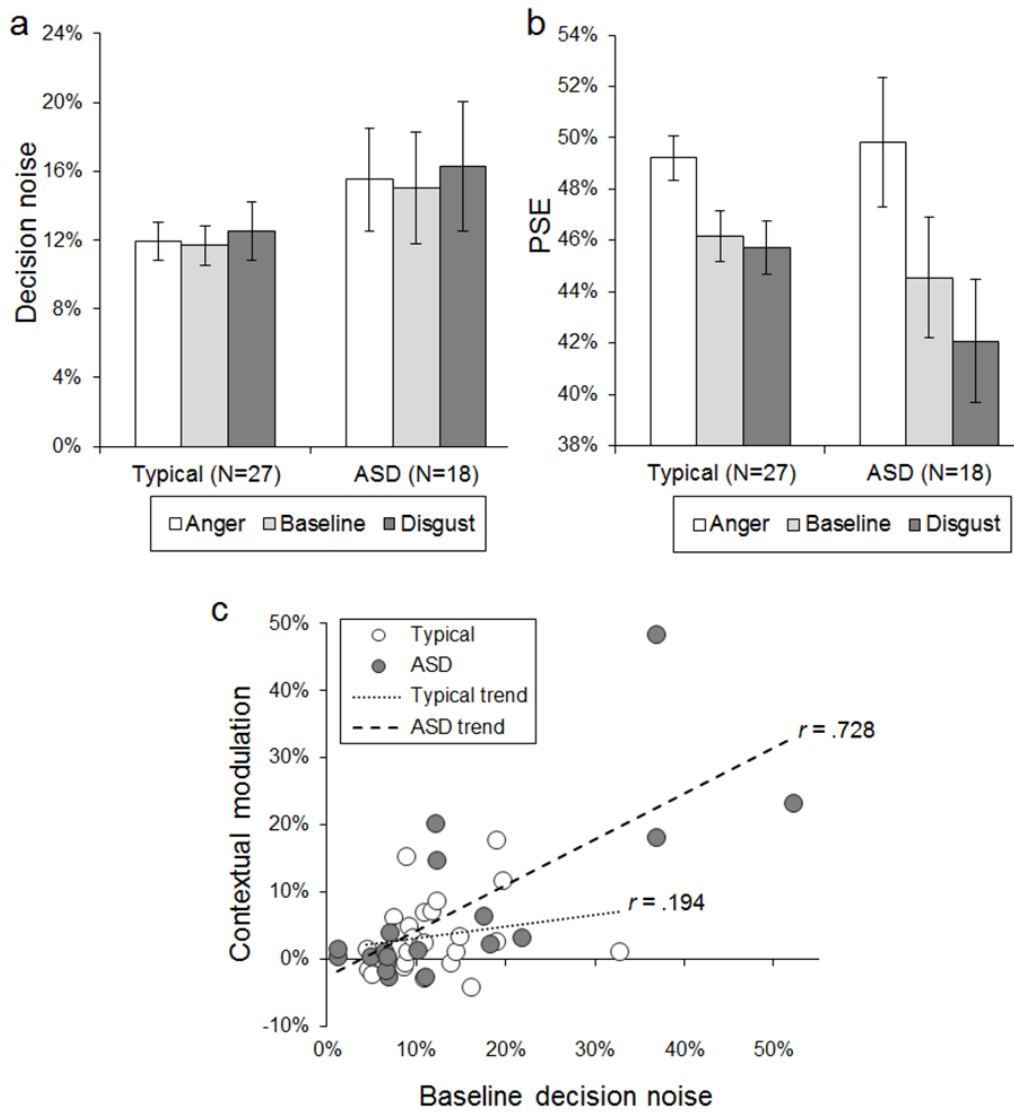 a
24%
20%
16%
12%
8%
4%
0%
Decision noise
Typical (N=27) ASD (N=18)
Anger Baseline Disgust
b
54%
52%
50%
48%
46%
44%
42%
40%
38%
PSE
Typical (N=27) ASD (N=18)
Anger Baseline Disgust
c
50%
40%
30%
20%
10%
0%
-10%
Contextual modulation
Typical
ASD
Typical trend
ASD trend
r = .728
r = .194
0% 10% 20% 30% 40% 50%
Baseline decision noise